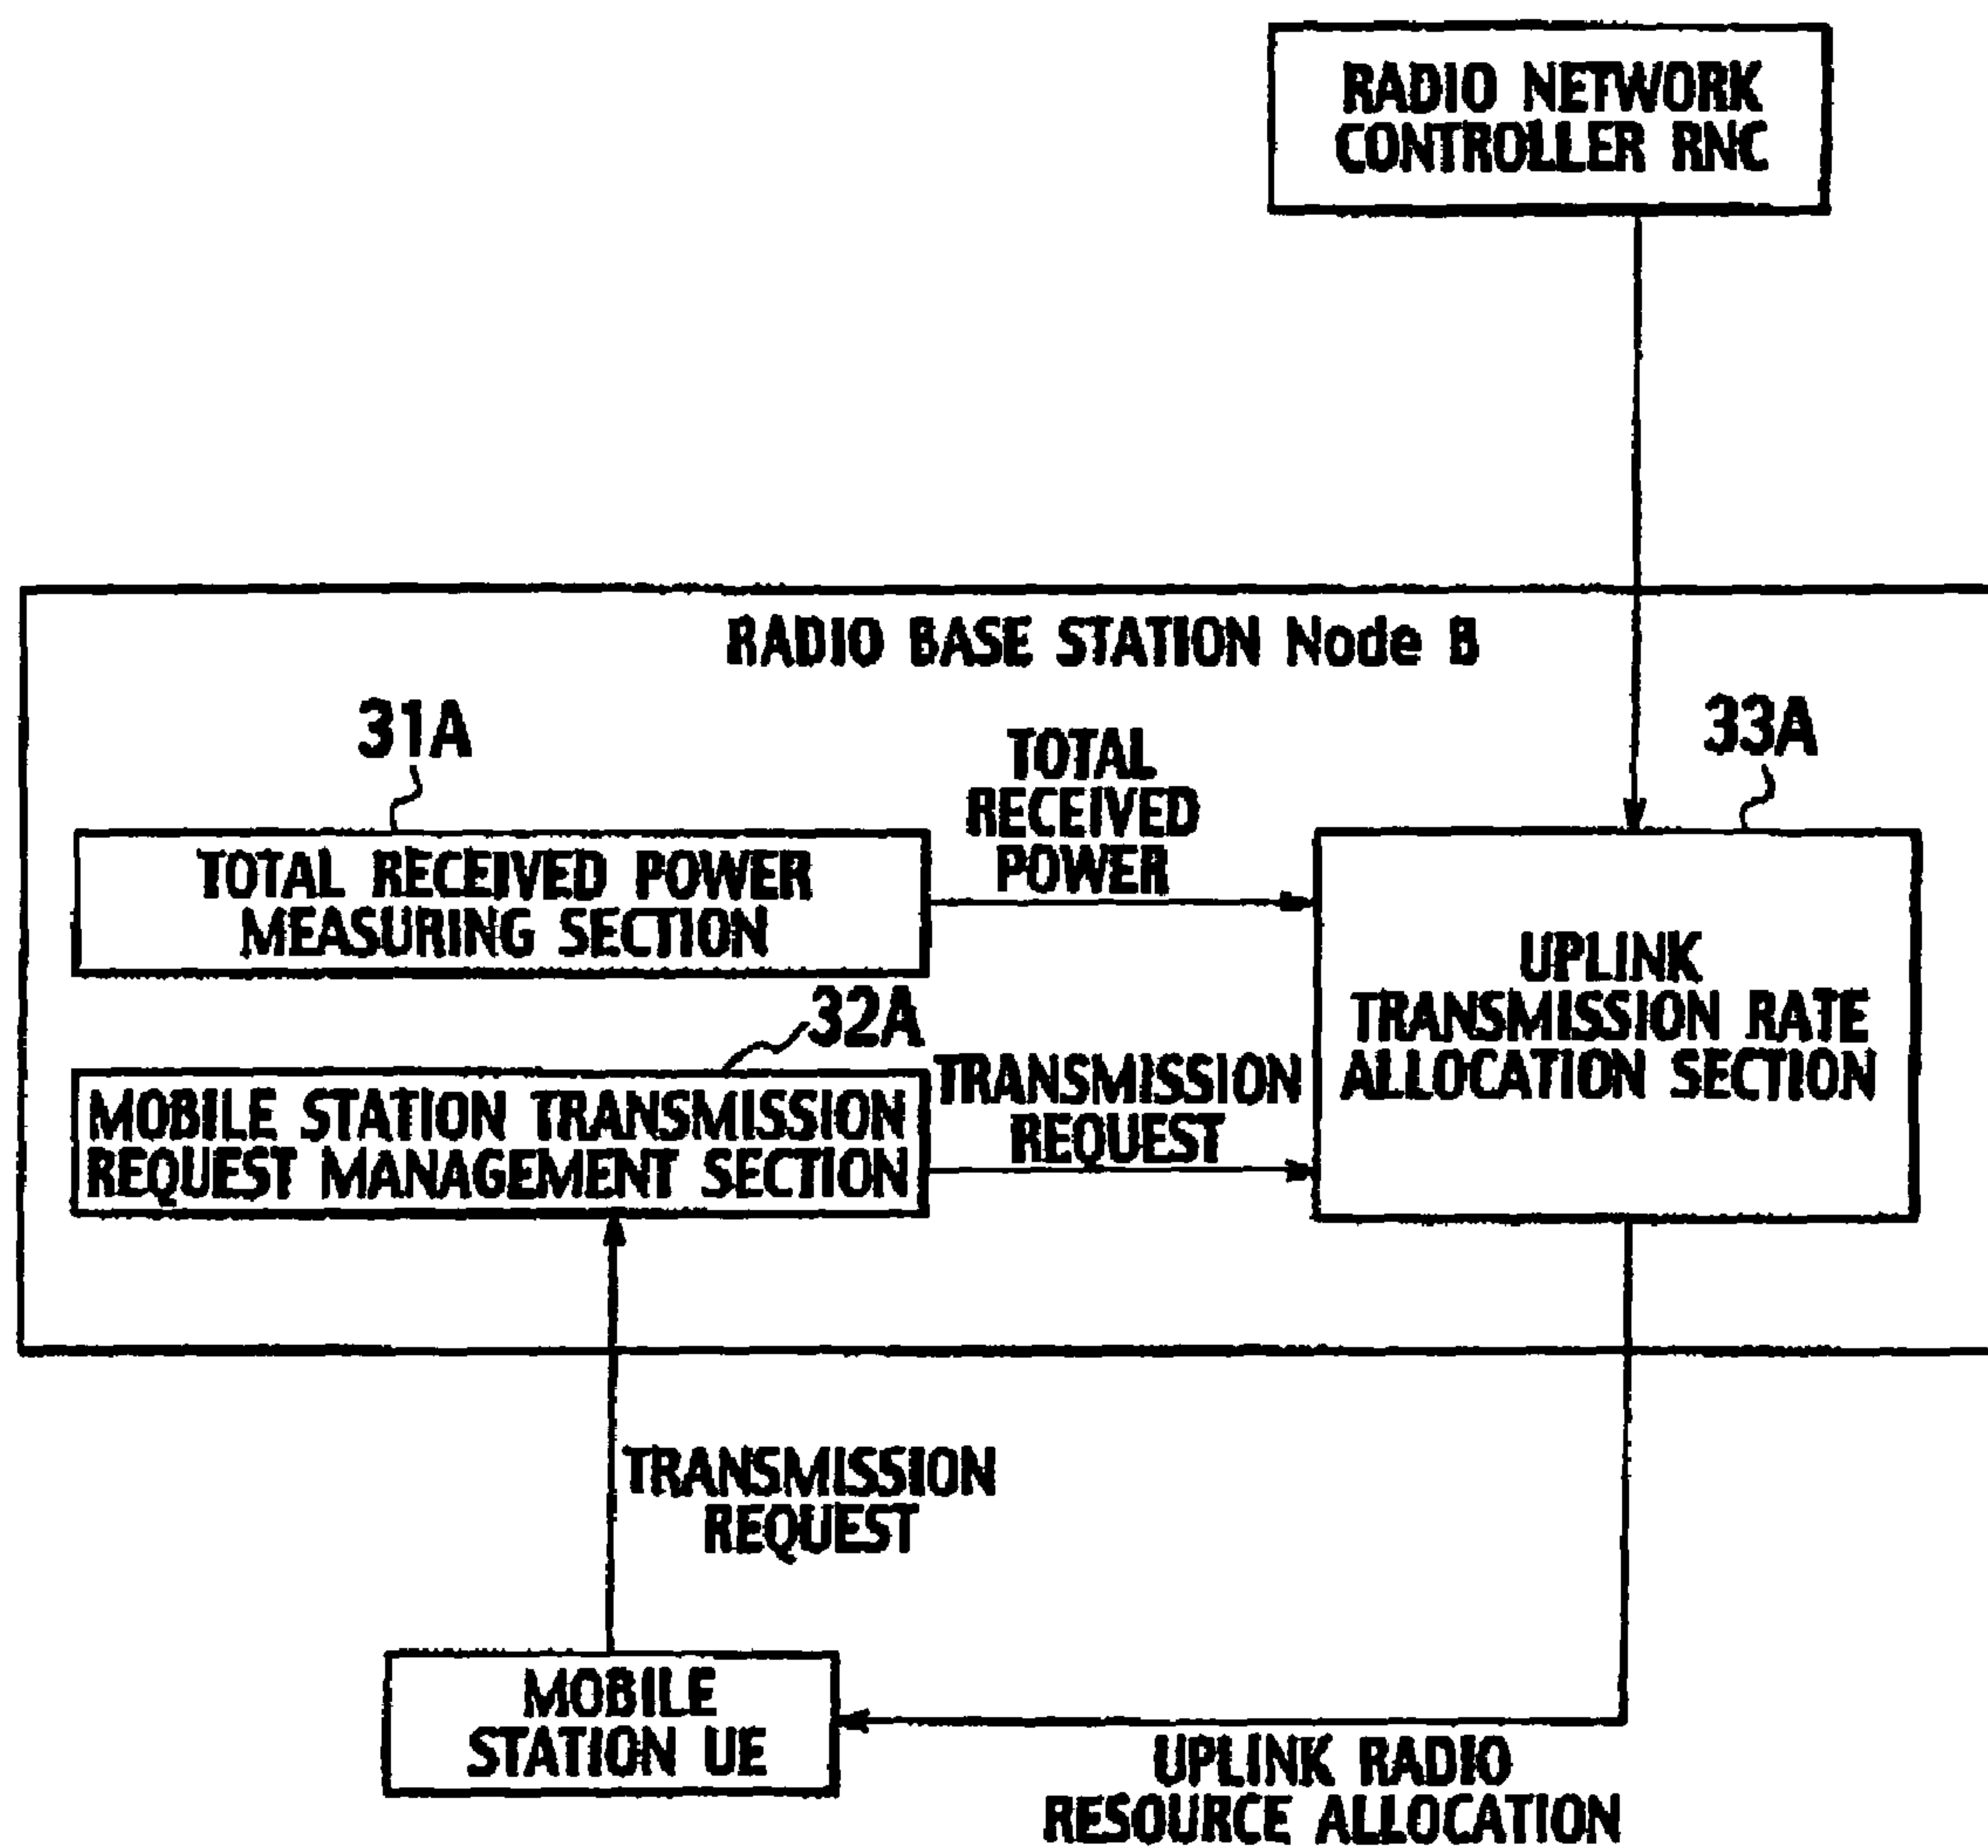 RADIO NETWORK
CONTROLLER RNC
RADIO BASE STATION Node B
31A
TOTAL
RECEIVED
POWER
33A
TOTAL RECEIVED POWER
MEASURING SECTION
UPLINK
TRANSMISSION RATE
ALLOCATION SECTION
32A
MOBILE STATION TRANSMISSION
REQUEST MANAGEMENT SECTION
TRANSMISSION
REQUEST
TRANSMISSION
REQUEST
MOBILE
STATION UE
UPLINK RADIO
RESOURCE ALLOCATION